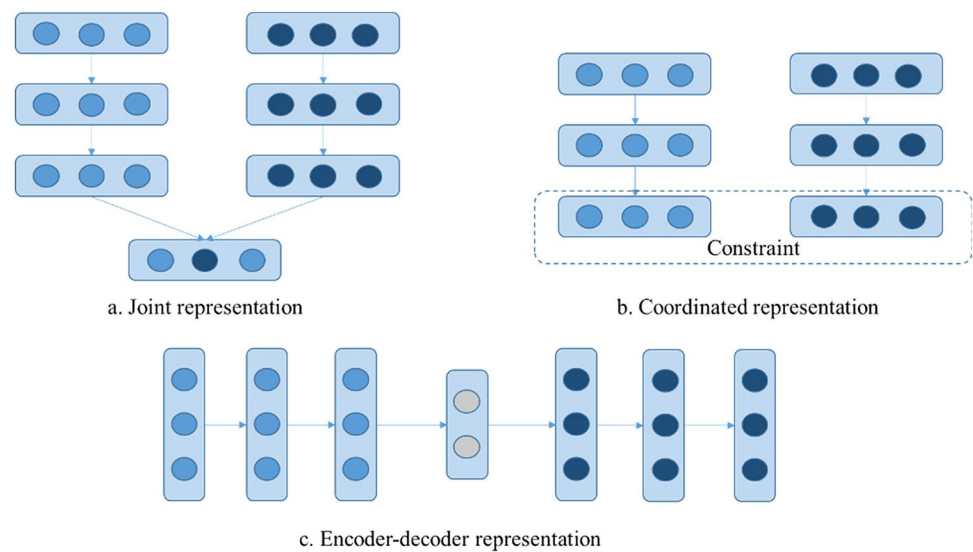 Constraint
a. Joint representation
b. Coordinated representation
c. Encoder-decoder representation